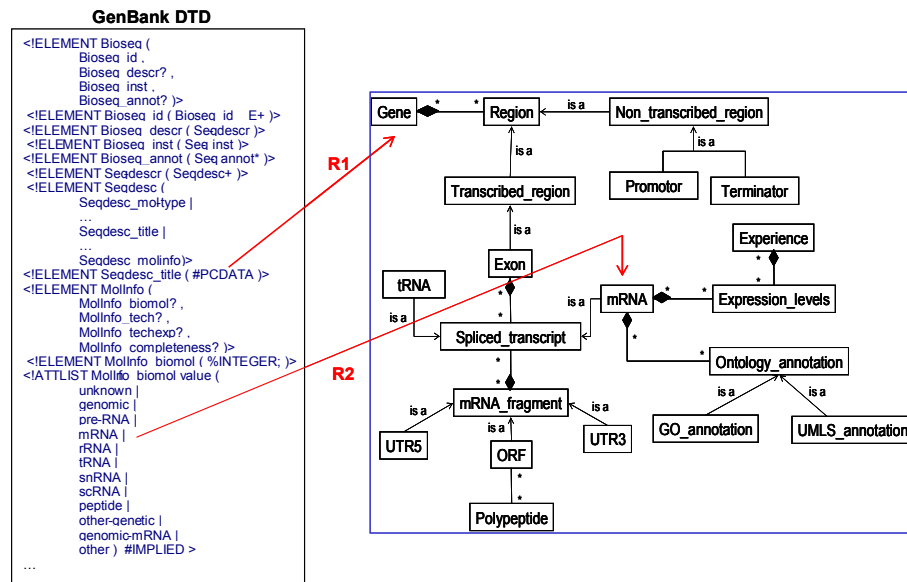 GenBank DTD
<!ELEMENT Bioseq (
Bioseq_id ,
Bioseq_descr? ,
Bioseq_inst ,
Bioseq_annot? )>
<!ELEMENT Bioseq_id ( Bioseq_id_E+ )>
<!ELEMENT Bioseq_descr ( Seqdescr )>
<!ELEMENT Bioseq_inst ( Seq inst )>
<!ELEMENT Bioseq_annot ( Seq annot* )>
<!ELEMENT Seqdescr ( Seqdesc+ )>
<!ELEMENT Seqdesc (
Seqdesc_mol-type |
...
Seqdesc_title |
...
Seqdesc_molinfo)>
<!ELEMENT Seqdesc_title ( #PCDATA )>
<!ELEMENT MolInfo (
MolInfo_biomol? ,
MolInfo_tech? ,
MolInfo_techexp? ,
MolInfo_completeness? )>
<!ELEMENT MolInfo_biomol ( %INTEGER; )>
<!ATTLIST MolInfo_biomol value (
unknown |
genomic |
pre-RNA |
mRNA |
rRNA |
tRNA |
snRNA |
scRNA |
peptide |
other-genetic |
genomic-mRNA |
other ) #IMPLIED >
...
R1
R2
Gene
*
*
Region
is a
Non_transcribed_region
is a
is a
Promotor
Terminator
Transcribed_region
is a
Experience
*
Exon
tRNA
*
*
is a
mRNA
*
*
*
Expression_levels
is a
*
Spliced_transcript
*
Ontology_annotation
*
is a
is a
is a
mRNA_fragment
is a
GO_annotation
UMLS_annotation
UTR5
is a
UTR3
ORF
*
*
Polypeptide